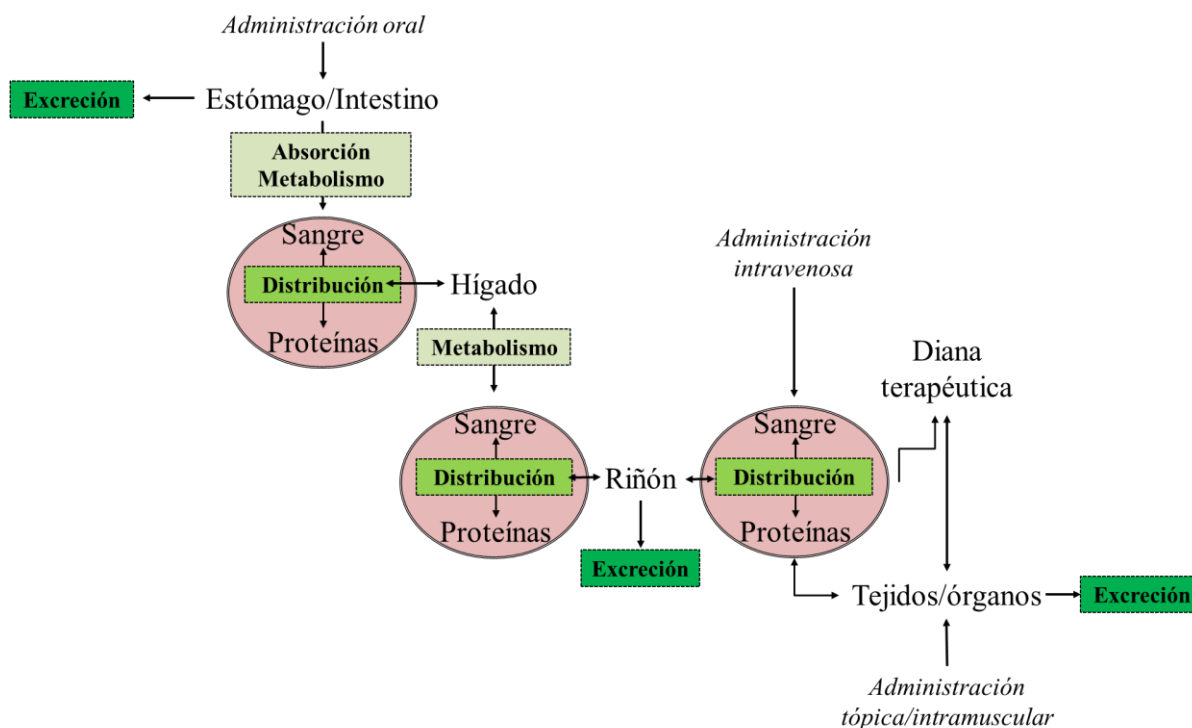 Administración oral
Excreción
Estómago/Intestino
Absorción
Metabolismo
Sangre
Distribución
Proteínas
Hígado
Administración
intravenosa
Metabolismo
Diana
terapéutica
Sangre
Distribución
Proteínas
Riñón
Sangre
Distribución
Proteínas
Excreción
Tejidos/órganos
Excreción
Administración
tópica/intramuscular